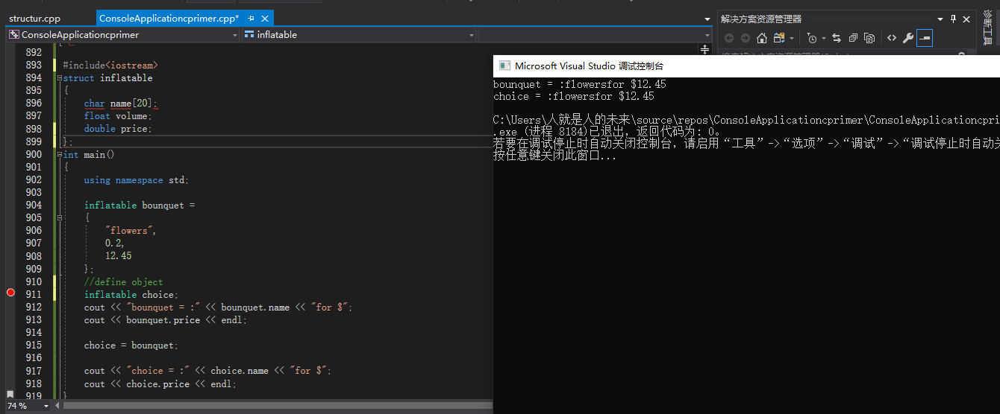 structur.cpp
ConsoleApplicationcprimer.cpp*
解决方案资源管理器
诊断工具
ConsoleApplicationcprimer
inflatable
892
893 #include<iostream>
894 struct inflatable
895 {
896 char name[20];
897 float volume;
898 double price;
899 };
900 int main()
901 {
902 using namespace std;
903
904 inflatable bounquet =
905 {
906 "flowers",
907 0.2,
908 12.45
909 };
910 //define object
911 inflatable choice;
912 cout << "bounquet = :" << bounquet.name << "for $";
913 cout << bounquet.price << endl;
914
915 choice = bounquet;
916
917 cout << "choice = :" << choice.name << "for $";
918 cout << choice.price << endl;
919 }
74 %
Microsoft Visual Studio 调试控制台
bounquet = :flowersfor $12.45
choice = :flowersfor $12.45
C:\Users\人就是人的未来\source\repos\ConsoleApplicationcprimer\ConsoleApplicationcpri
.exe (进程 8184)已退出，返回代码为: 0。
若要在调试停止时自动关闭控制台，请启用“工具”->“选项”->“调试”->“调试停止时自动关
按任意键关闭此窗口...